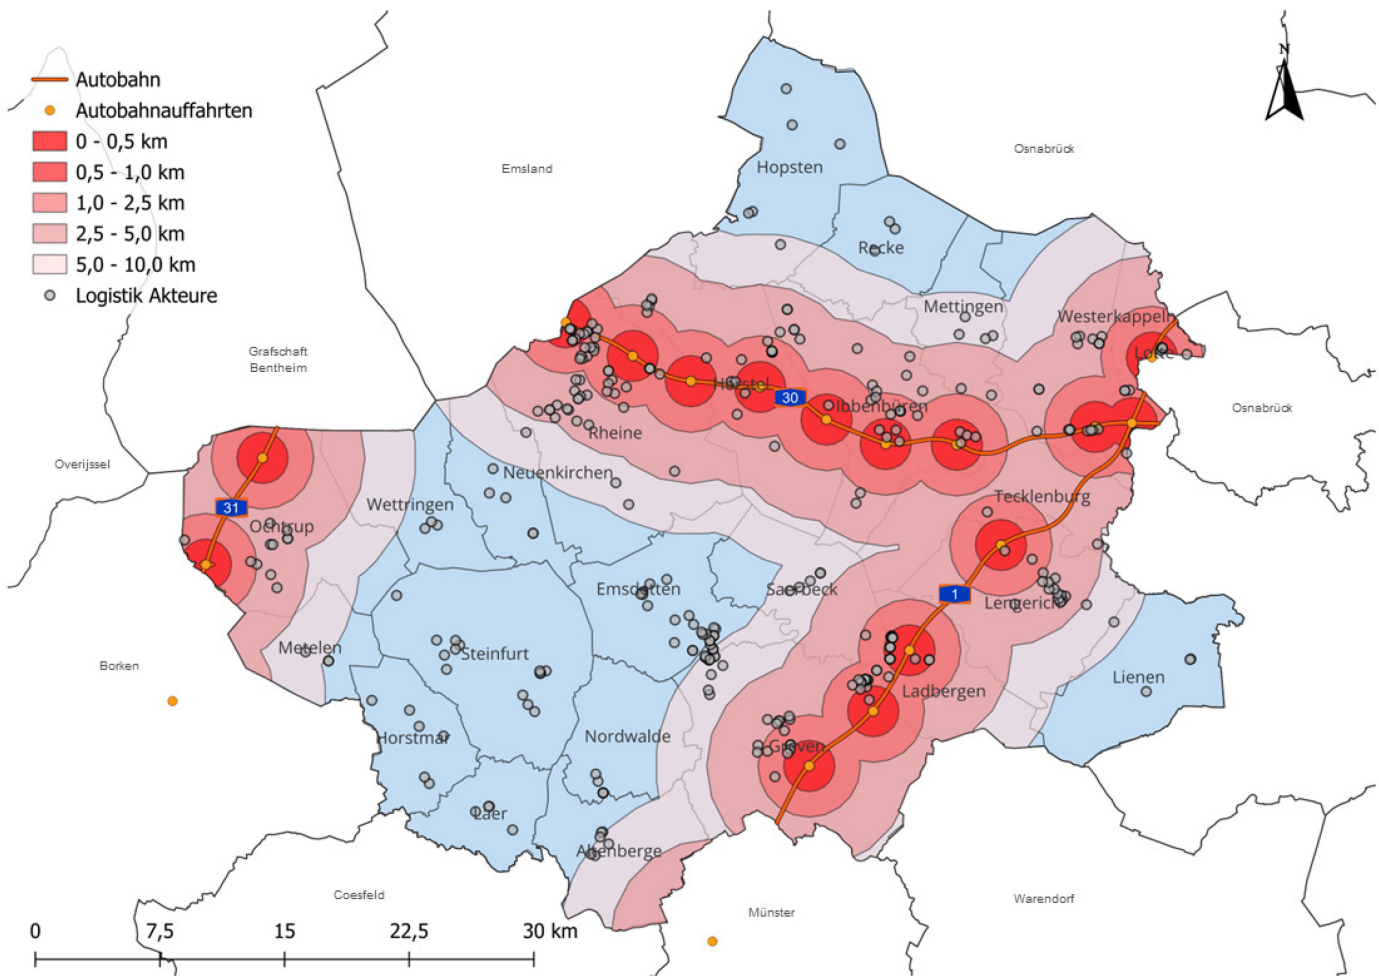 Autobahn
Autobahnauffahrten
0 - 0,5 km
0,5 - 1,0 km
1,0 - 2,5 km
2,5 - 5,0 km
5,0 - 10,0 km
Logistik Akteure
N
Osnabrück
Emsland
Hopsten
Recke
Mettingen
Westerkappeln
Lotte
Grafschaft
Bentheim
Hörstel
30
Ibbenbüren
Osnabrück
Rheine
Overijssel
Neuenkirchen
Wettringen
Tecklenburg
31
Ochtrup
Emsdetten
Saerbeck
1
Lengerich
Metelen
Steinfurt
Borken
Lienen
Ladbergen
Horstmar
Nordwalde
Greven
Laer
Altenberge
Coesfeld
Münster
Warendorf
0 7,5 15 22,5 30 km